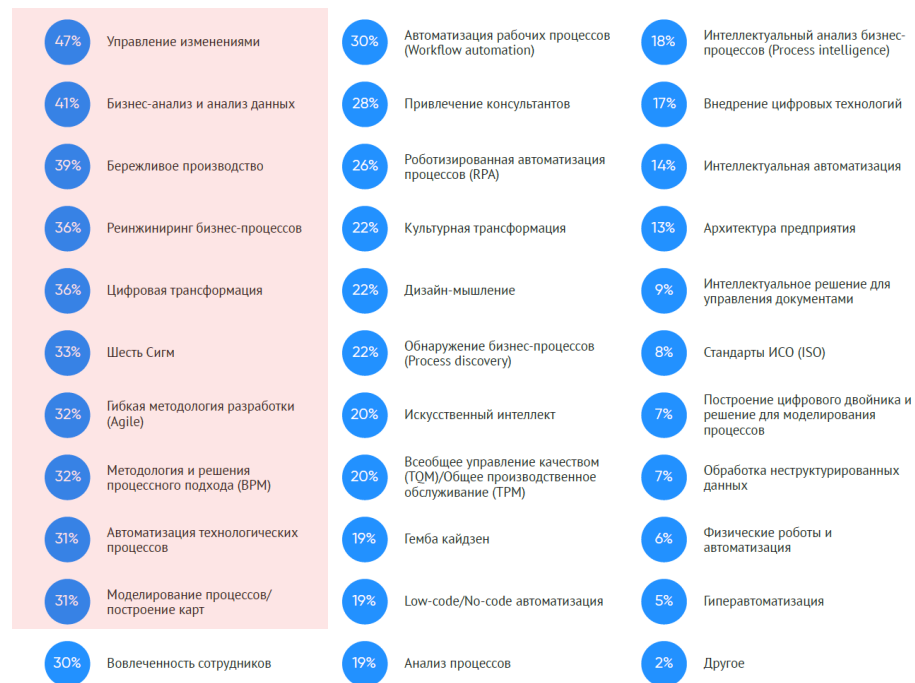 47%
Управление изменениями
41%
Бизнес-анализ и анализ данных
39%
Бережливое производство
36%
Реинжиниринг бизнес-процессов
36%
Цифровая трансформация
33%
Шесть Сигм
32%
Гибкая методология разработки
(Agile)
32%
Методология и решения
процессного подхода (BPM)
31%
Автоматизация технологических
процессов
31%
Моделирование процессов/
построение карт
30%
Вовлеченность сотрудников
30%
Автоматизация рабочих процессов
(Workflow automation)
28%
Привлечение консультантов
26%
Роботизированная автоматизация
процессов (RPA)
22%
Культурная трансформация
22%
Дизайн-мышление
22%
Обнаружение бизнес-процессов
(Process discovery)
20%
Искусственный интеллект
20%
Всеобщее управление качеством
(TQM)/Общее производственное
обслуживание (TPM)
19%
Гемба кайдзен
19%
Low-code/No-code автоматизация
19%
Анализ процессов
18%
Интеллектуальный анализ бизнес-
процессов (Process intelligence)
17%
Внедрение цифровых технологий
14%
Интеллектуальная автоматизация
13%
Архитектура предприятия
9%
Интеллектуальное решение для
управления документами
8%
Стандарты ИСО (ISO)
7%
Построение цифрового двойника и
решение для моделирования
процессов
7%
Обработка неструктурированных
данных
6%
Физические роботы и
автоматизация
5%
Гиперавтоматизация
2%
Другое